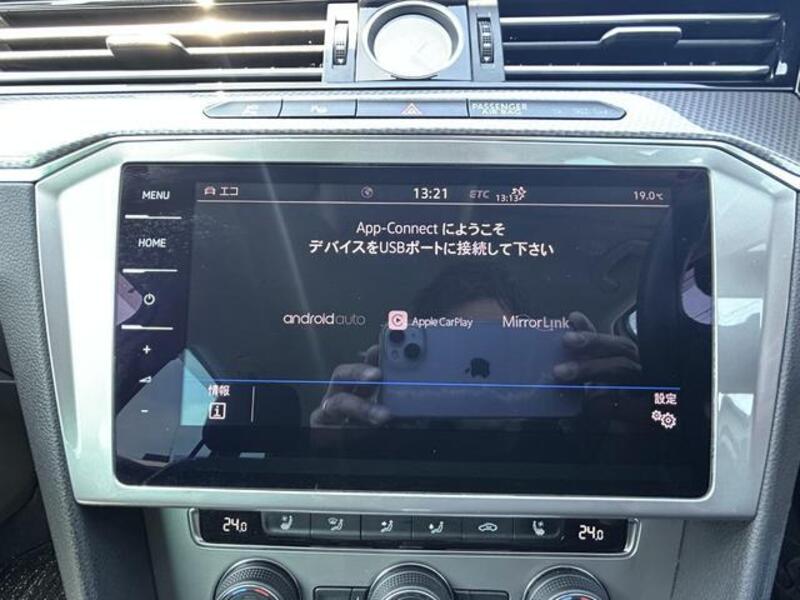 PASSENGER
AIR BAG
MENU
エコ
13:21
ETC
13:13
19.0℃
HOME
App-Connect にようこそ
デバイスをUSBポートに接続して下さい
androidauto
Apple CarPlay
MirrorLink
+
-
情報
i
設定
24.0
24.0